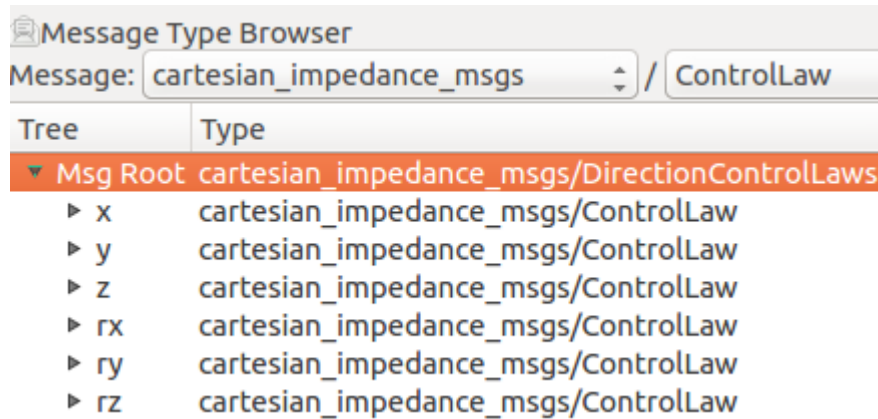 Message Type Browser
Message: cartesian_impedance_msgs / ControlLaw
Tree Type
Msg Root cartesian_impedance_msgs/DirectionControlLaws
x cartesian_impedance_msgs/ControlLaw
y cartesian_impedance_msgs/ControlLaw
z cartesian_impedance_msgs/ControlLaw
rx cartesian_impedance_msgs/ControlLaw
ry cartesian_impedance_msgs/ControlLaw
rz cartesian_impedance_msgs/ControlLaw